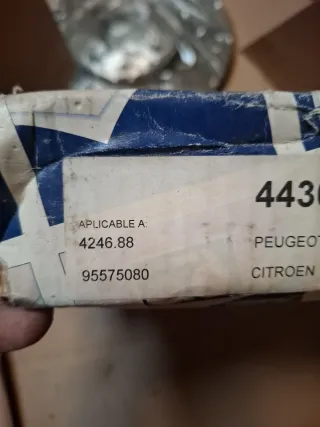 443
APLICABLE A:
4246.88 PEUGEOT
95575080 CITROEN